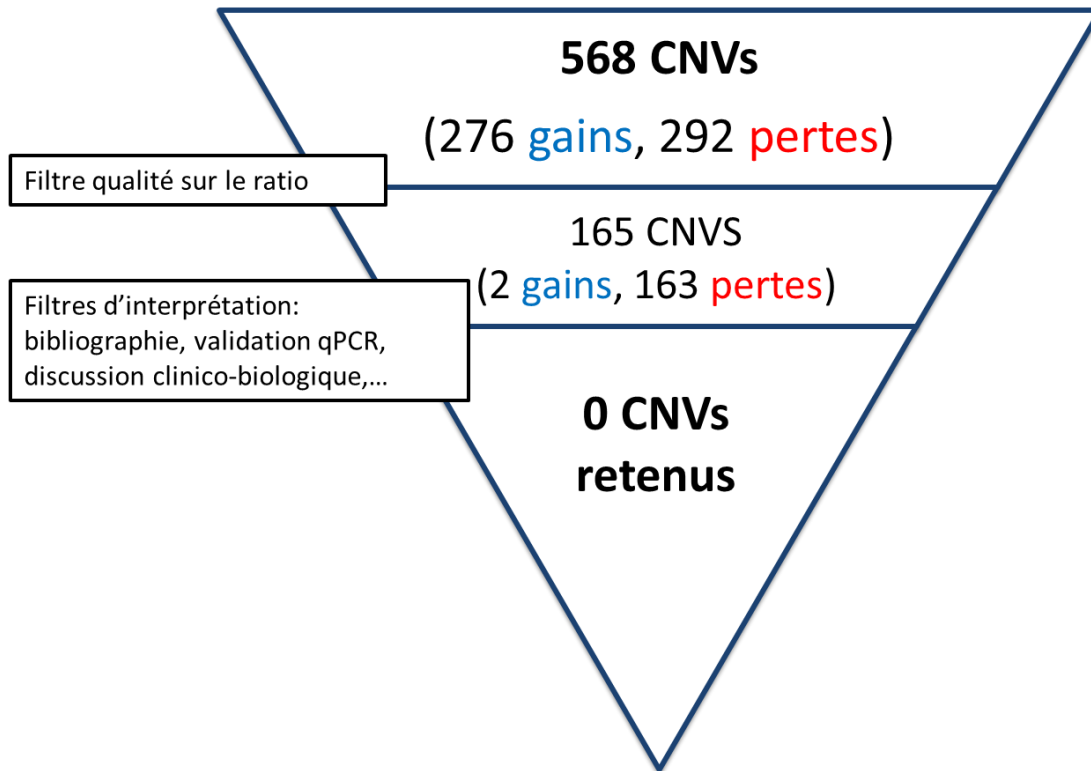 568 CNVs
(276 gains, 292 pertes)
Filtre qualité sur le ratio
165 CNVS
(2 gains, 163 pertes)
Filtres d’interprétation:
bibliographie, validation qPCR,
discussion clinico-biologique,...
0 CNVs
retenus